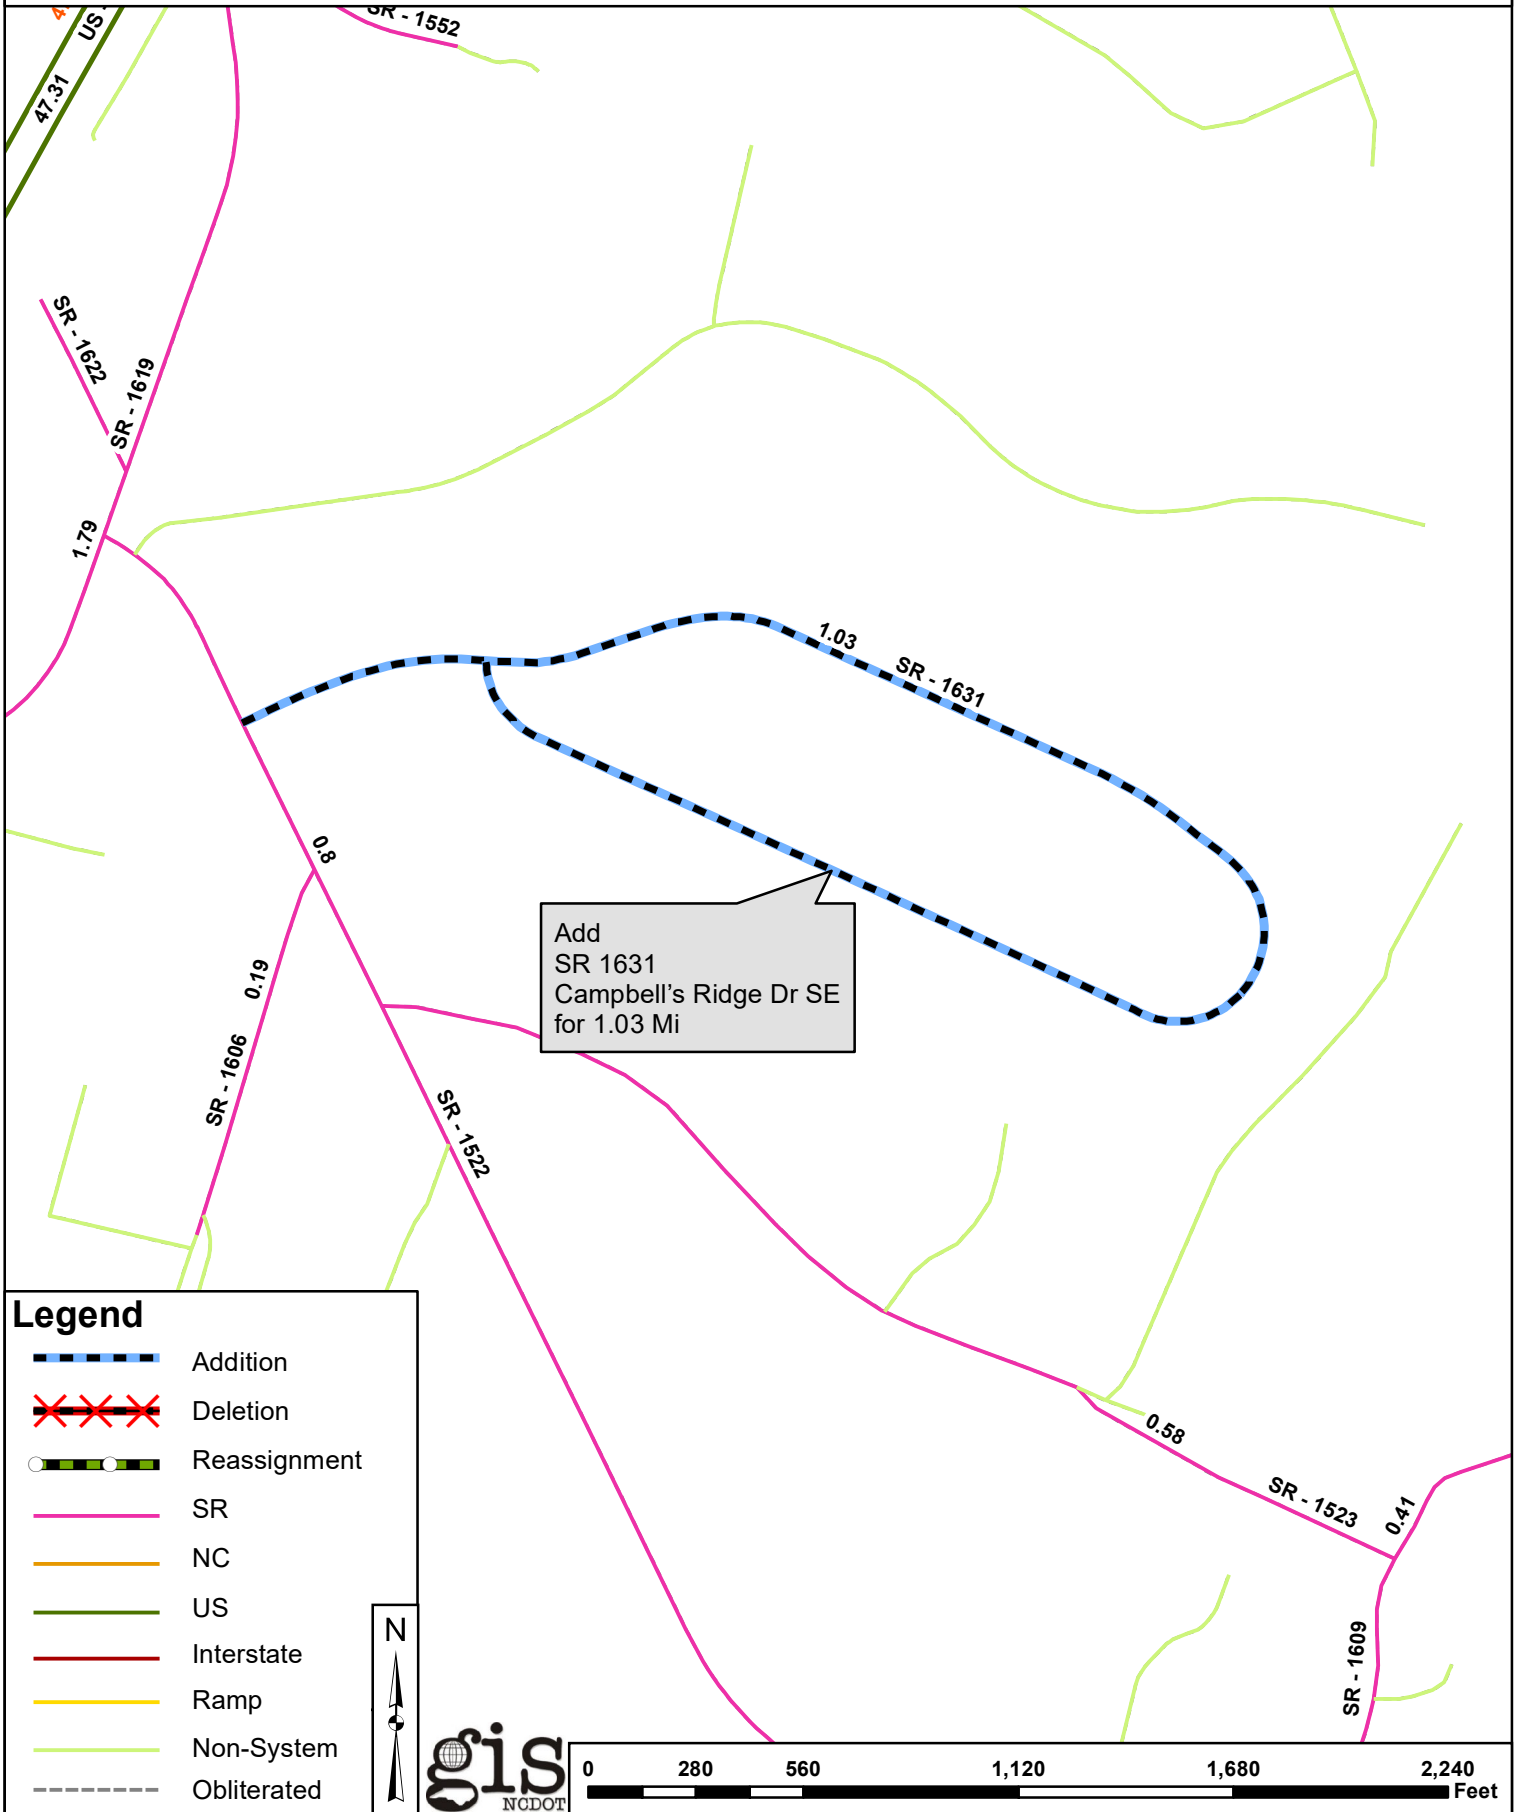 SR - 1552
US
47.31
SR - 1622
SR - 1619
1.79
1.03
SR - 1631
0.8
Add
SR 1631
Campbell's Ridge Dr SE
for 1.03 Mi
0.19
SR - 1606
SR - 1522
0.58
SR - 1523
0.41
SR - 1609
Legend
Addition
Deletion
Reassignment
SR
NC
US
Interstate
Ramp
Non-System
Obliterated
N
gis
NCDOT
0 280 560 1,120 1,680 2,240
Feet